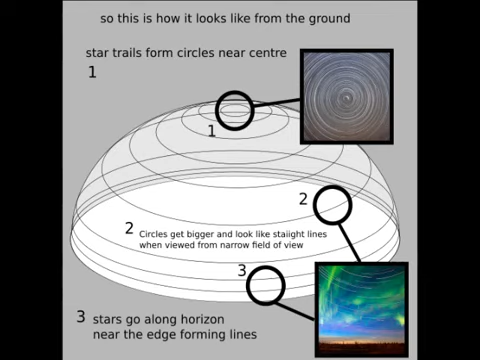 so this is how it looks like from the ground
star trails form circles near centre
1
1
2
2 Circles get bigger and look like staiight lines
when viewed from narrow field of view
3
3 stars go along horizon
near the edge forming lines